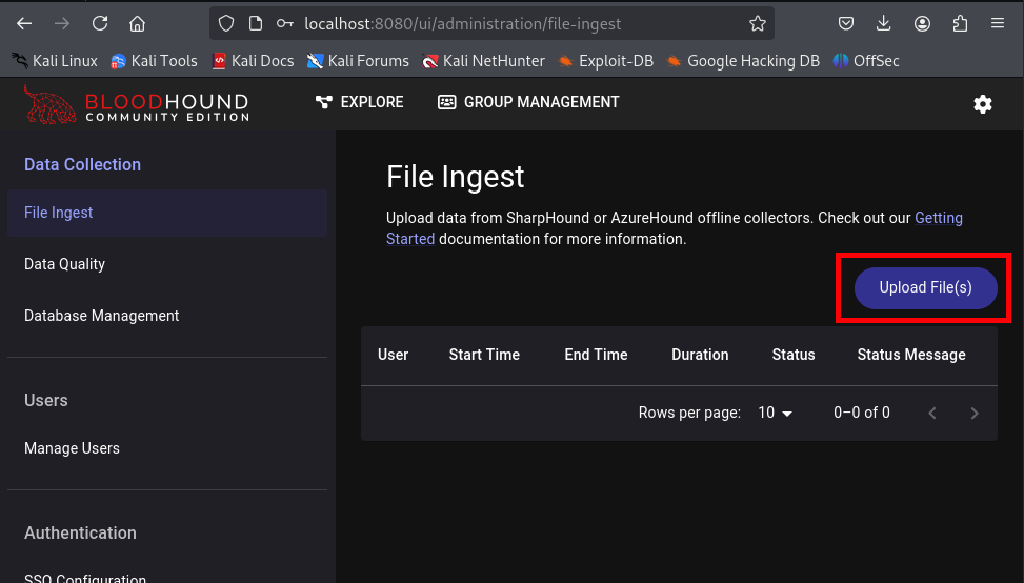 localhost:8080/ui/administration/file-ingest
Kali Linux Kali Tools Kali Docs Kali Forums Kali NetHunter Exploit-DB Google Hacking DB OffSec
BLOODHOUND
COMMUNITY EDITION
EXPLORE GROUP MANAGEMENT
Data Collection
File Ingest
Data Quality
Database Management
Users
Manage Users
Authentication
SSO Configuration
File Ingest
Upload data from SharpHound or AzureHound offline collectors. Check out our Getting
Started documentation for more information.
Upload File(s)
User Start Time End Time Duration Status Status Message
Rows per page: 10 0–0 of 0